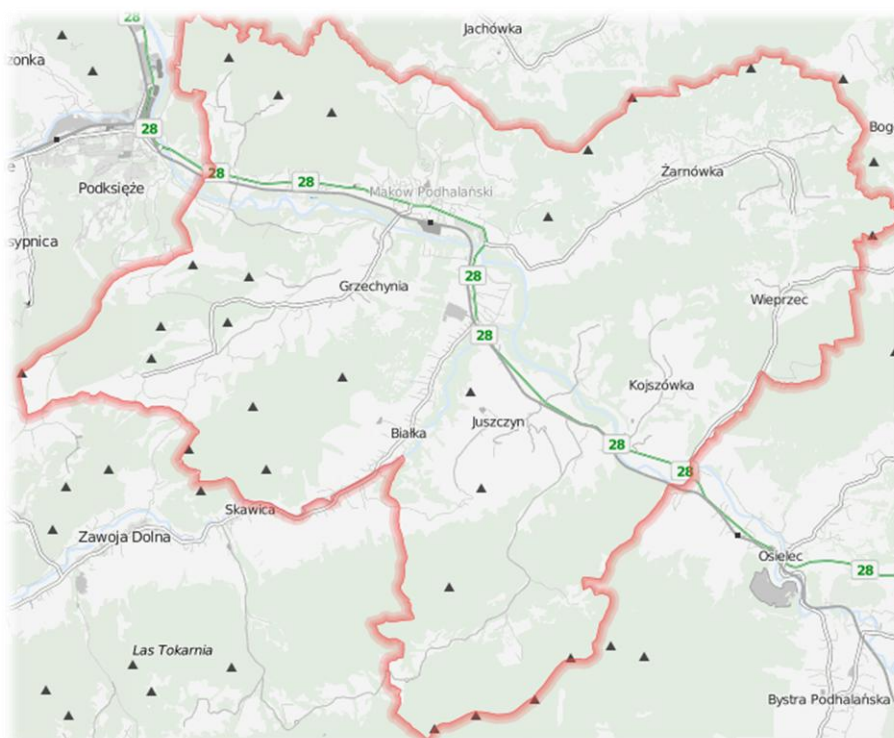 28
Jachówka
zonka
28
Bog
28
28
Podksięże
Maków Podhalański
Żarnówka
sypnica
28
Grzechynia
Wieprzec
28
Kojszówka
Juszczyn
Białka
28
28
Skawica
Zawoja Dolna
Osielec
28
Las Tokarnia
Bystra Podhalańska